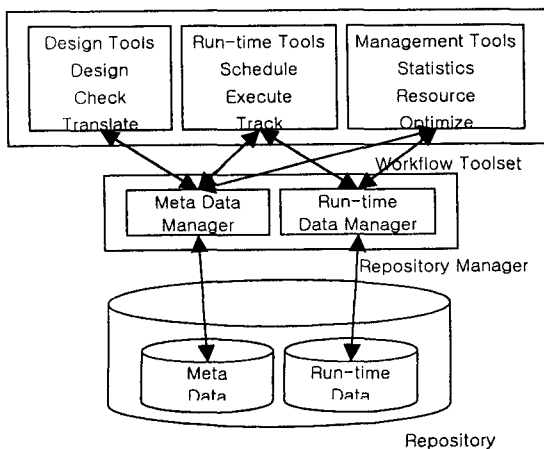 Design Tools
Design
Check
Translate
Run-time Tools
Schedule
Execute
Track
Management Tools
Statistics
Resource
Optimize
Workflow Toolset
Meta Data
Manager
Run-time
Data Manager
Repository Manager
Meta
Data
Run-time
Data
Repository